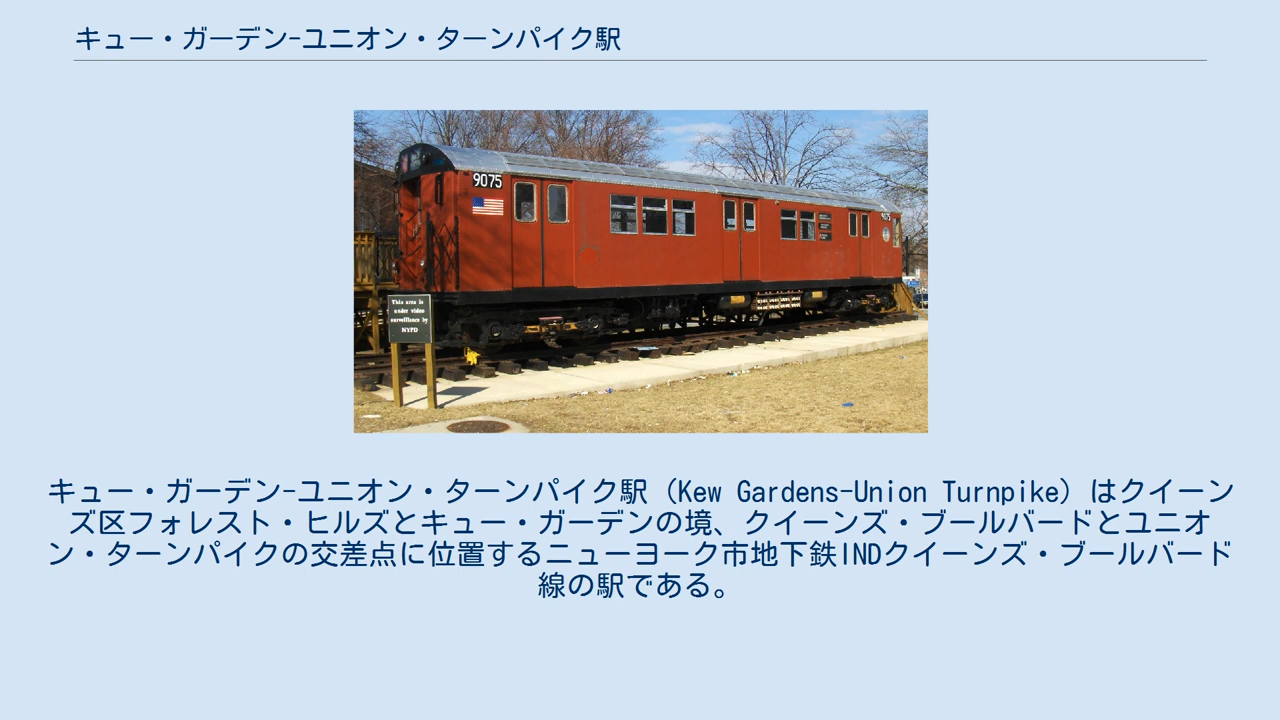 キュー・ガーデン-ユニオン・ターンパイク駅
9075
9075
This area is
under video
surveillance by
NYPD
キュー・ガーデン-ユニオン・ターンパイク駅（Kew Gardens-Union Turnpike）はクイーン
ズ区フォレスト・ヒルズとキュー・ガーデンの境、クイーンズ・ブールバードとユニオ
ン・ターンパイクの交差点に位置するニューヨーク市地下鉄INDクイーンズ・ブールバード
線の駅である。